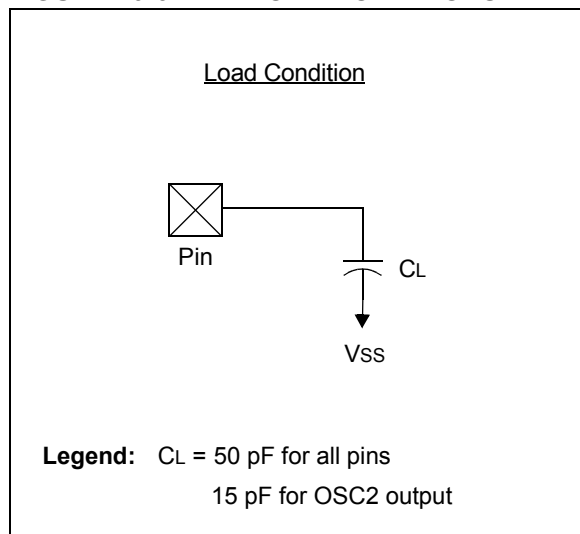 Load Condition
Pin
CL
VSS
Legend: CL = 50 pF for all pins
15 pF for OSC2 output